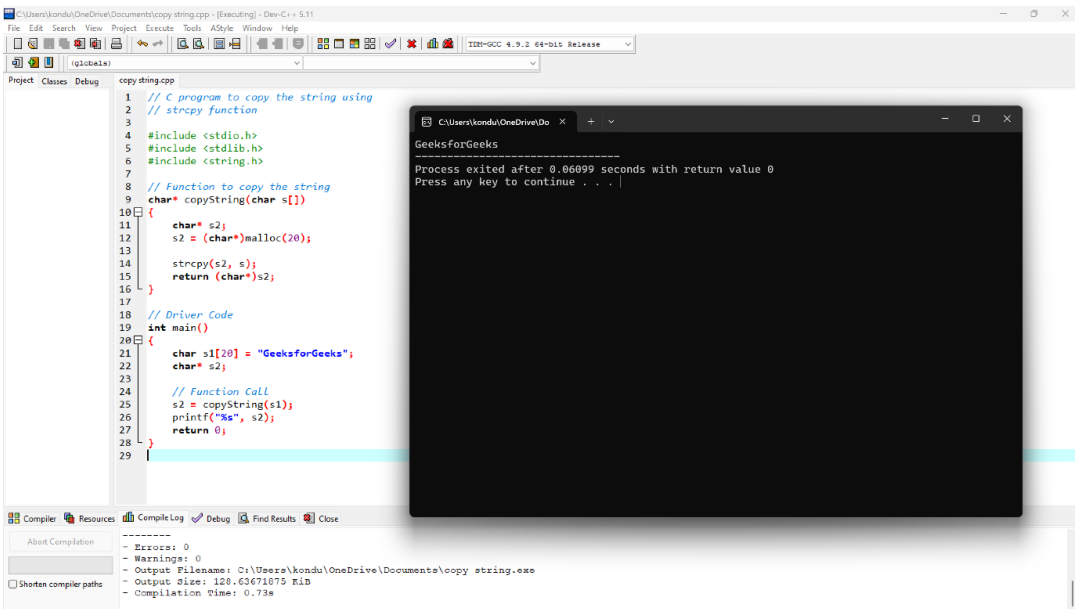 C:\Users\kondu\OneDrive\Documents\copy string.cpp - [Executing] - Dev-C++ 5.11
File Edit Search View Project Execute Tools AStyle Window Help
TDM-GCC 4.9.2 64-bit Release
(globals)
Project Classes Debug
copy string.cpp
1 // C program to copy the string using
2 // strcpy function
3
4 #include <stdio.h>
5 #include <stdlib.h>
6 #include <string.h>
7
8 // Function to copy the string
9 char* copyString(char s[])
10 {
11 char* s2;
12 s2 = (char*)malloc(20);
13
14 strcpy(s2, s);
15 return (char*)s2;
16 }
17
18 // Driver Code
19 int main()
20 {
21 char s1[20] = "GeeksforGeeks";
22 char* s2;
23
24 // Function Call
25 s2 = copyString(s1);
26 printf("%s", s2);
27 return 0;
28 }
29
C:\Users\kondu\OneDrive\Do
GeeksforGeeks
--------------------------------
Process exited after 0.06099 seconds with return value 0
Press any key to continue . . .
Compiler Resources Compile Log Debug Find Results Close
Abort Compilation
Shorten compiler paths
--------
- Errors: 0
- Warnings: 0
- Output Filename: C:\Users\kondu\OneDrive\Documents\copy string.exe
- Output Size: 128.63671875 KiB
- Compilation Time: 0.73s